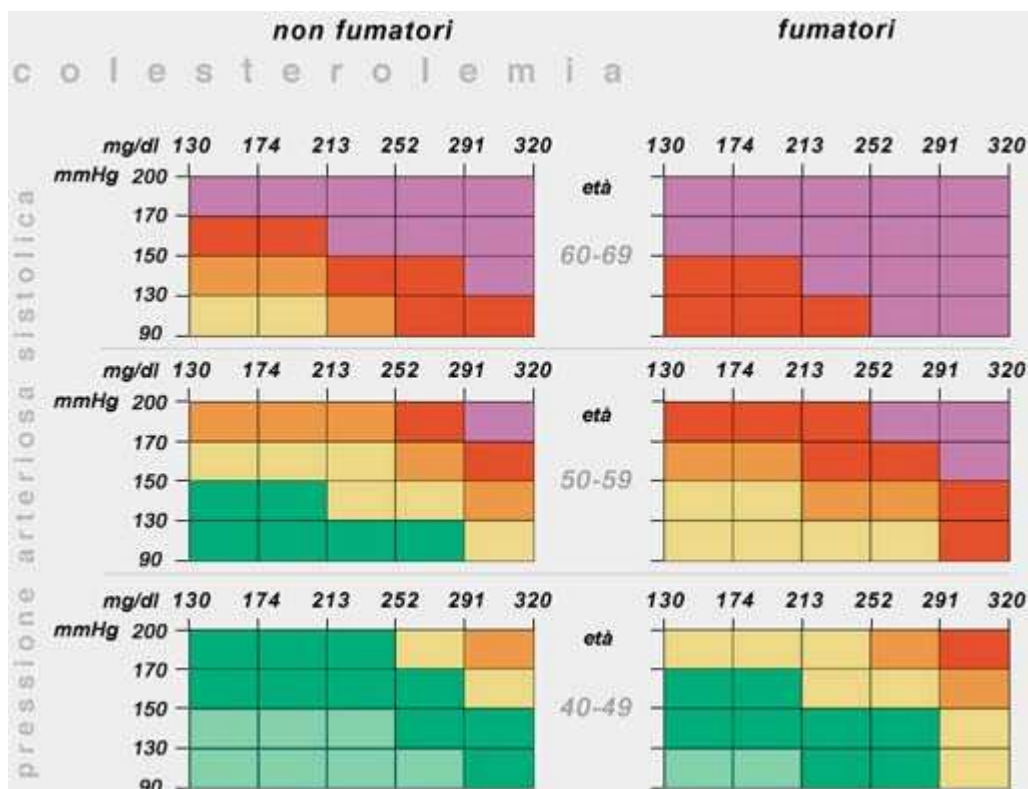 non fumatori fumatori
colesterolemia
mg/dl 130 174 213 252 291 320 130 174 213 252 291 320
mmHg 200 età
170
150 60-69
130
90
mg/dl 130 174 213 252 291 320 130 174 213 252 291 320
mmHg 200 età
170
150 50-59
130
90
mg/dl 130 174 213 252 291 320 130 174 213 252 291 320
mmHg 200 età
170
150 40-49
130
90
pressione arteriosa sistolica